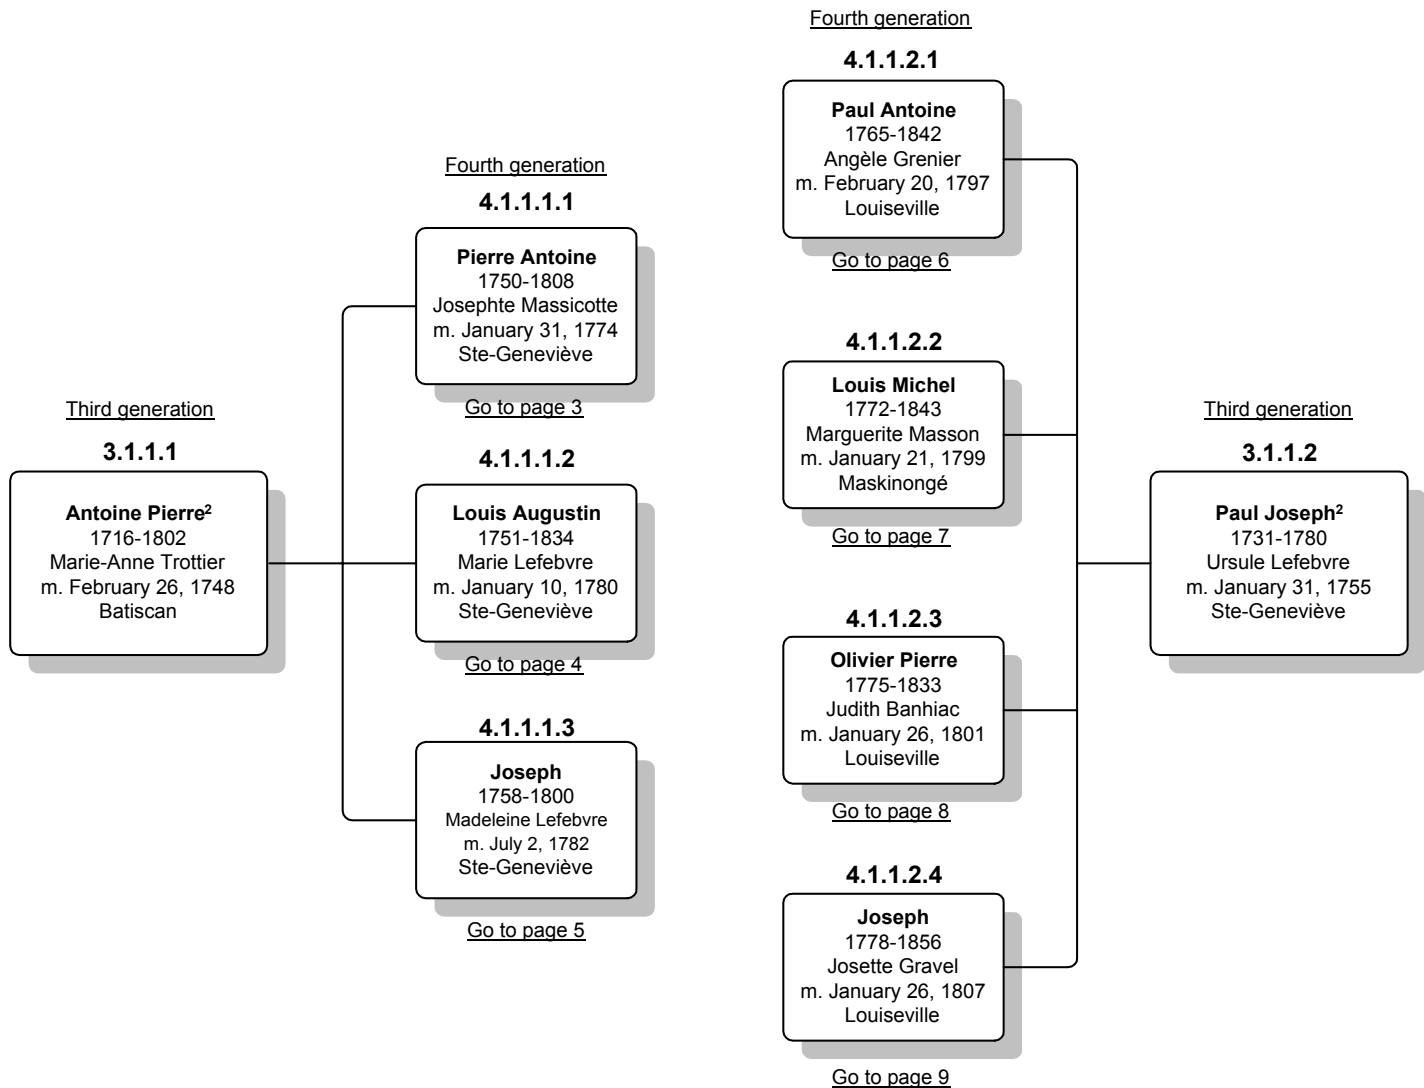 Third generation
3.1.1.1
Antoine Pierre²
1716-1802
Marie-Anne Trottier
m. February 26, 1748
Batiscan
Fourth generation
4.1.1.1.1
Pierre Antoine
1750-1808
Josephte Massicotte
m. January 31, 1774
Ste-Geneviève
Go to page 3
4.1.1.1.2
Louis Augustin
1751-1834
Marie Lefebvre
m. January 10, 1780
Ste-Geneviève
Go to page 4
4.1.1.1.3
Joseph
1758-1800
Madeleine Lefebvre
m. July 2, 1782
Ste-Geneviève
Go to page 5
Fourth generation
4.1.1.2.1
Paul Antoine
1765-1842
Angèle Grenier
m. February 20, 1797
Louiseville
Go to page 6
4.1.1.2.2
Louis Michel
1772-1843
Marguerite Masson
m. January 21, 1799
Maskinongé
Go to page 7
4.1.1.2.3
Olivier Pierre
1775-1833
Judith Banhiac
m. January 26, 1801
Louiseville
Go to page 8
4.1.1.2.4
Joseph
1778-1856
Josette Gravel
m. January 26, 1807
Louiseville
Go to page 9
Third generation
3.1.1.2
Paul Joseph²
1731-1780
Ursule Lefebvre
m. January 31, 1755
Ste-Geneviève